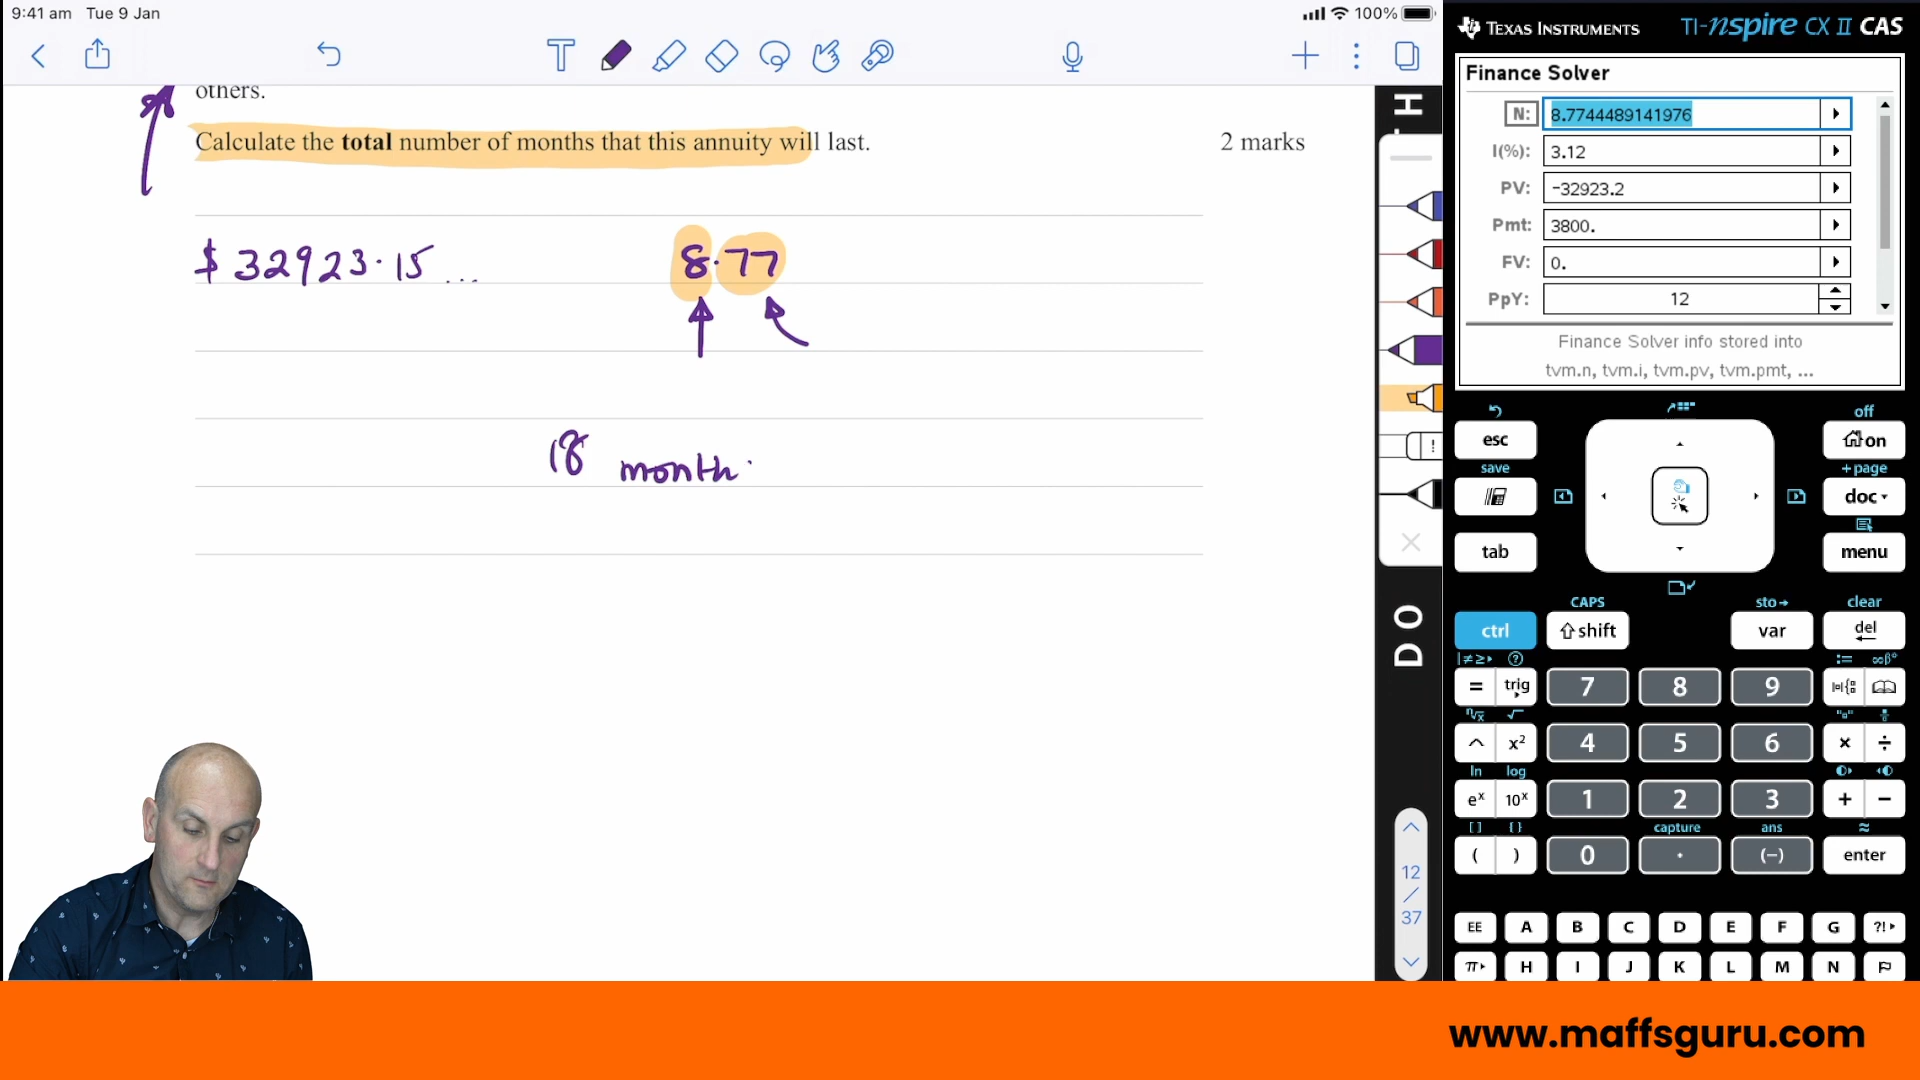 9:41 am Tue 9 Jan
100%
others.
Calculate the total number of months that this annuity will last.
2 marks
$ 32923.15 ...
8.77
18 month.
T
H
D O
12
/
37
TEXAS INSTRUMENTS
TI-nspire CX II CAS
Finance Solver
N: 8.7744489141976
I(%): 3.12
PV: -32923.2
Pmt: 3800.
FV: 0.
PpY: 12
Finance Solver info stored into
tvm.n, tvm.i, tvm.pv, tvm.pmt, ...
off
esc
on
save
+ page
doc
tab
menu
CAPS
sto→
clear
ctrl
⇧shift
var
del
|≠≥▸ ?
:= ∞β°
= trig 7 8 9
ⁿ√x √
"□"
^ x² 4 5 6 × ÷
ln log
eˣ 10ˣ 1 2 3 + −
[ ] { }
capture
ans
≈
( ) 0 . (−) enter
EE A B C D E F G ?!▸
π▸ H I J K L M N
www.maffsguru.com